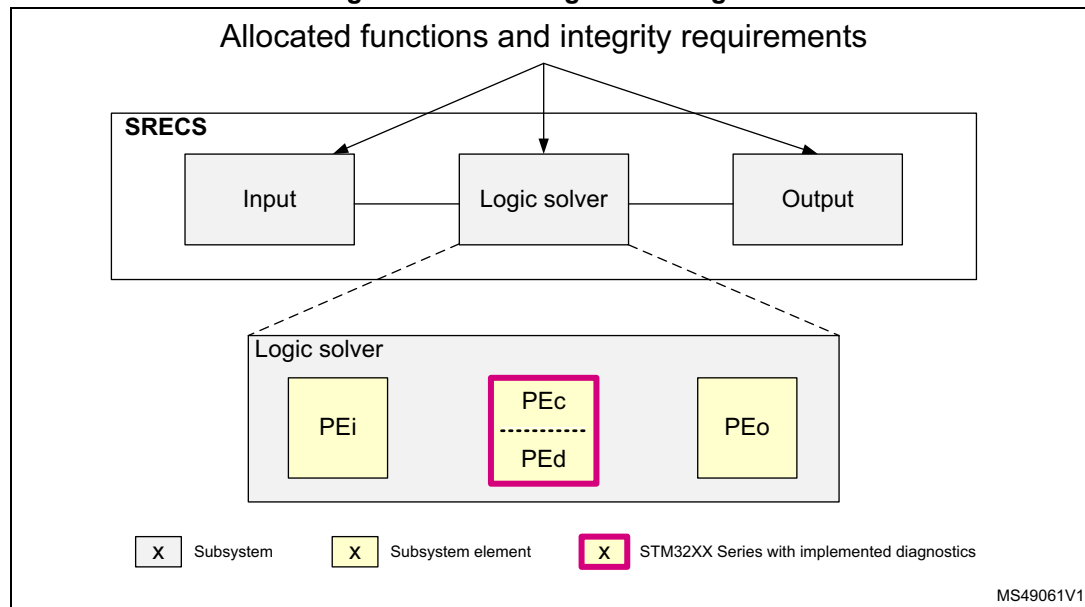 Allocated functions and integrity requirements
SRECS
Input
Logic solver
Output
Logic solver
PEi
PEc
PEd
PEo
X Subsystem
X Subsystem element
X STM32XX Series with implemented diagnostics
MS49061V1